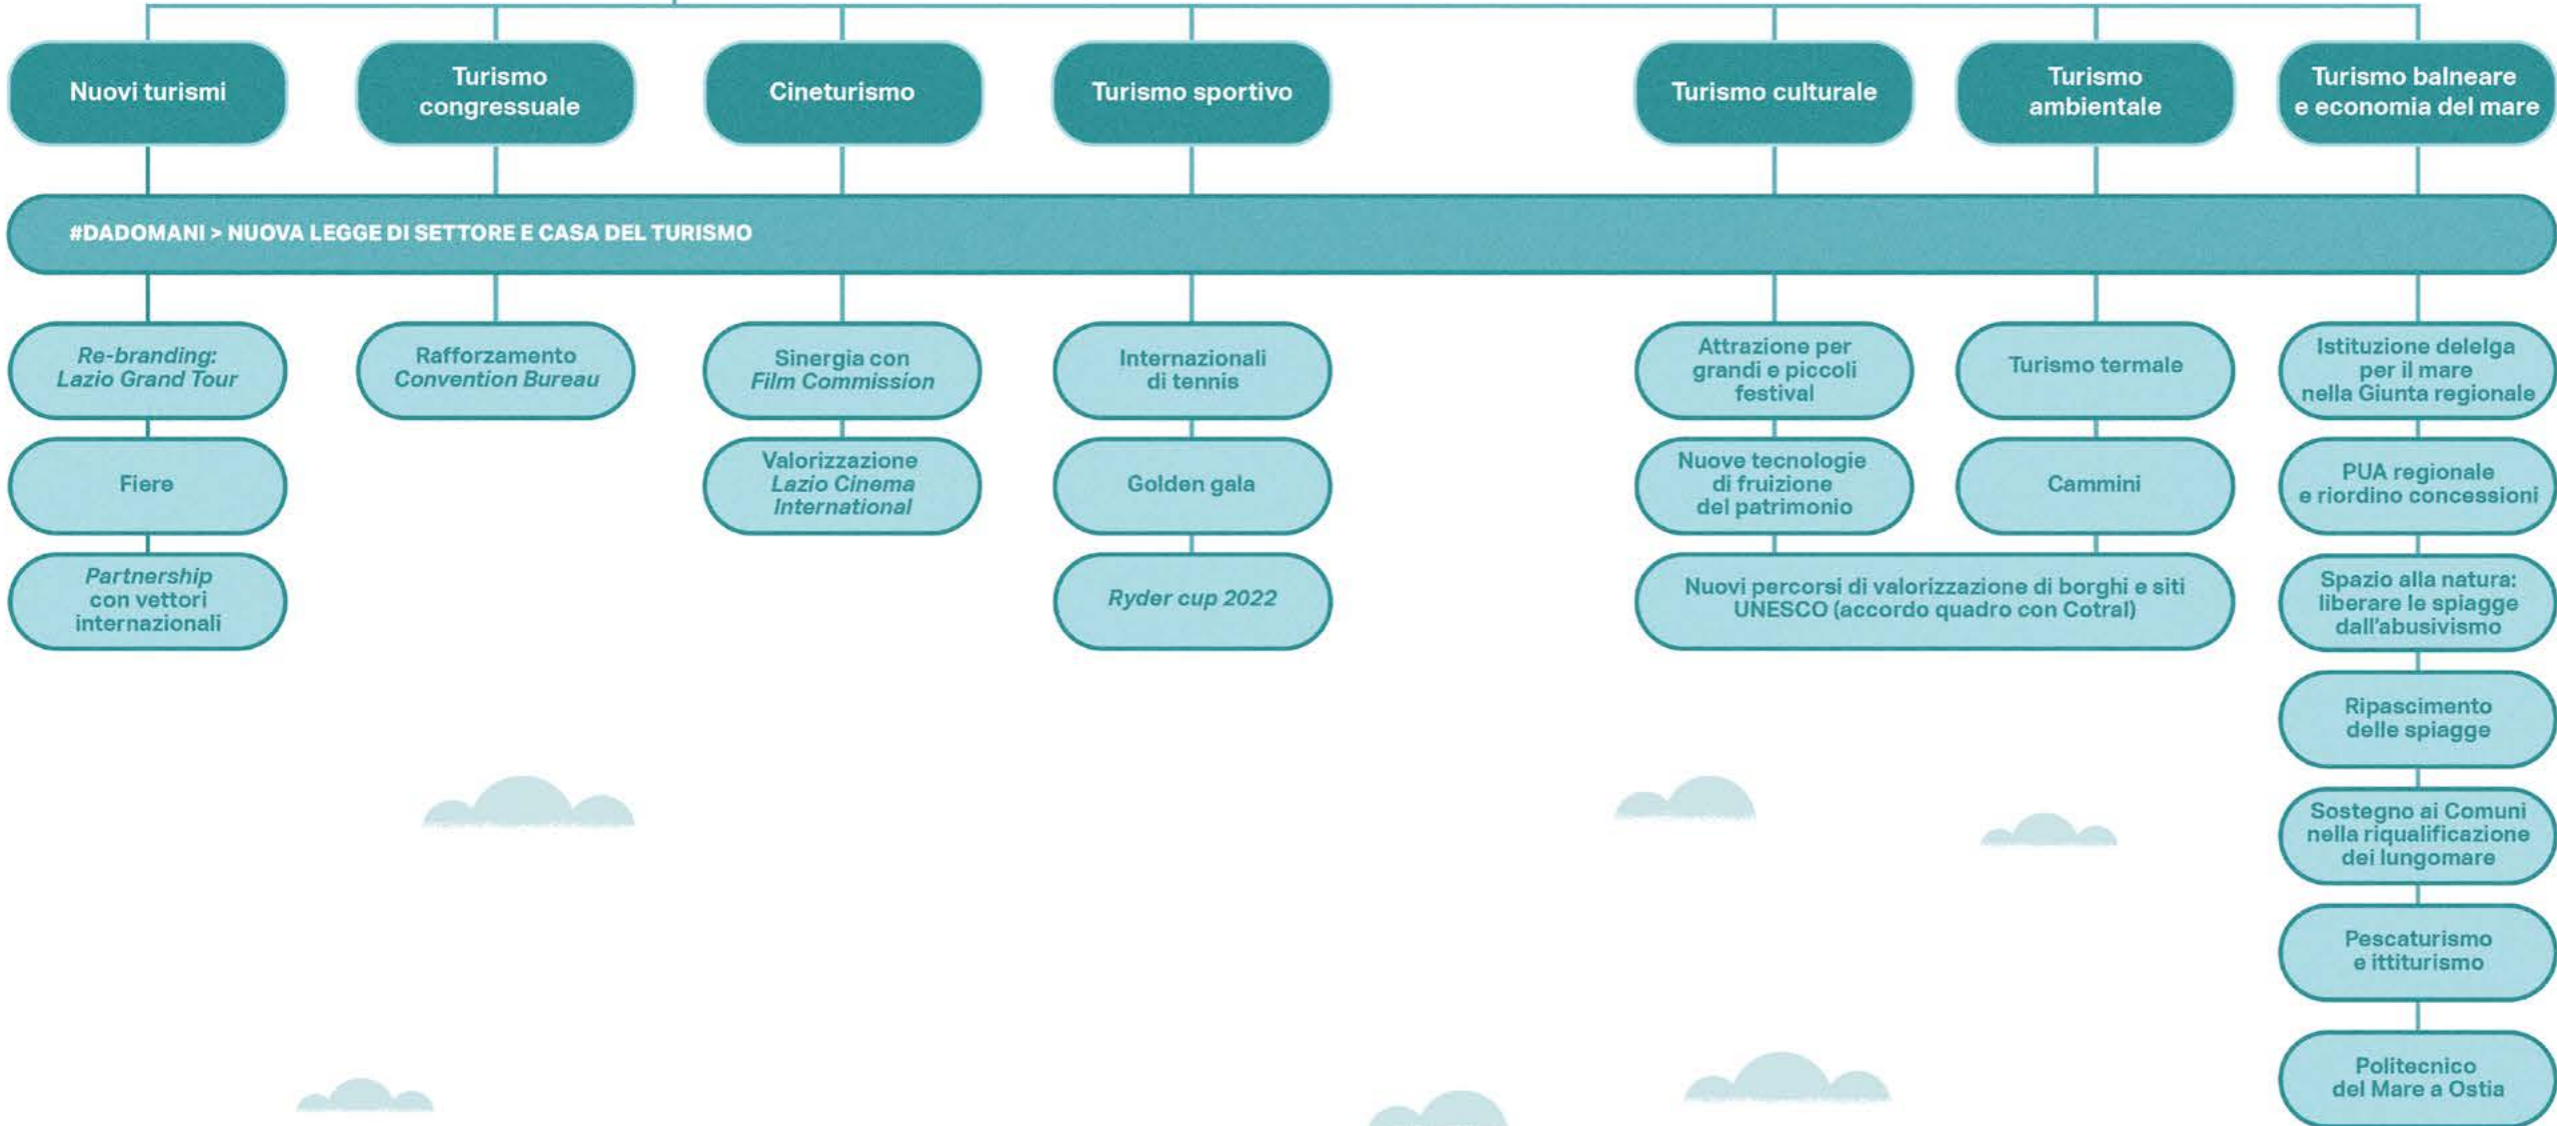 Nuovi turismi
Turismo
congressuale
Cineturismo
Turismo sportivo
Turismo culturale
Turismo
ambientale
Turismo balneare
e economia del mare
#DADOMANI > NUOVA LEGGE DI SETTORE E CASA DEL TURISMO
Re-branding:
Lazio Grand Tour
Fiere
Partnership
con vettori
internazionali
Rafforzamento
Convention Bureau
Sinergia con
Film Commission
Valorizzazione
Lazio Cinema
International
Internazionali
di tennis
Golden gala
Ryder cup 2022
Attrazione per
grandi e piccoli
festival
Nuove tecnologie
di fruizione
del patrimonio
Turismo termale
Cammini
Nuovi percorsi di valorizzazione di borghi e siti
UNESCO (accordo quadro con Cotral)
Istituzione delelga
per il mare
nella Giunta regionale
PUA regionale
e riordino concessioni
Spazio alla natura:
liberare le spiagge
dall'abusivismo
Ripascimento
delle spiagge
Sostegno ai Comuni
nella riqualificazione
dei lungomare
Pescaturismo
e ittiturismo
Politecnico
del Mare a Ostia